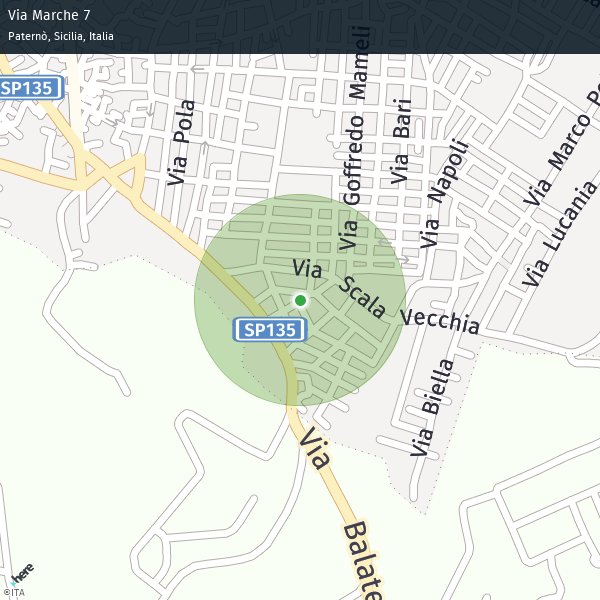 Via Marche 7
Paternò, Sicilia, Italia
SP135
Via Pola
Via Goffredo Mameli
Via Bari
Via Napoli
Via Marco Po
Via Lucania
Via Scala Vecchia
SP135
Via Biella
Via Balate
here
©ITA